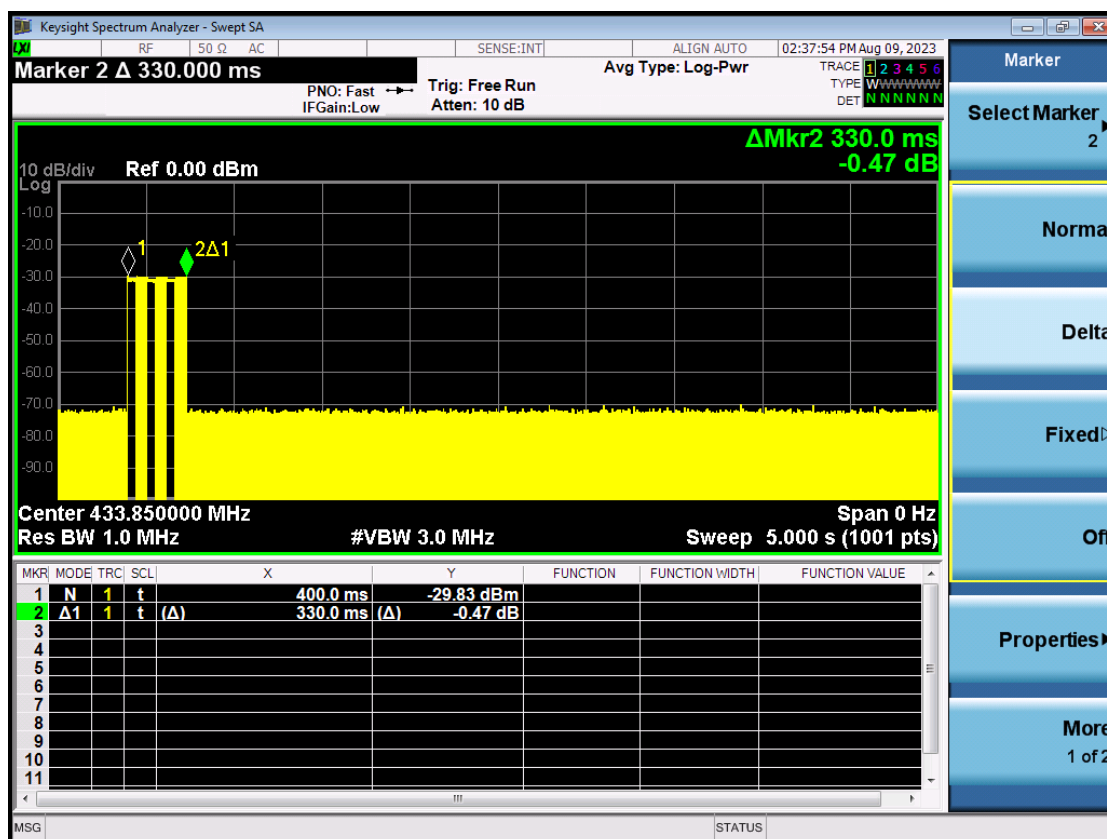 Keysight Spectrum Analyzer - Swept SA
LXI RF 50 Ω AC SENSE:INT ALIGN AUTO 02:37:54 PM Aug 09, 2023
Marker 2 Δ 330.000 ms
PNO: Fast
IFGain:Low
Trig: Free Run
Atten: 10 dB
Avg Type: Log-Pwr
TRACE 1 2 3 4 5 6
TYPE W W W W W W
DET N N N N N N
ΔMkr2 330.0 ms
-0.47 dB
10 dB/div Ref 0.00 dBm
Log
-10.0
-20.0
-30.0
-40.0
-50.0
-60.0
-70.0
-80.0
-90.0
1
2Δ1
Center 433.850000 MHz Span 0 Hz
Res BW 1.0 MHz #VBW 3.0 MHz Sweep 5.000 s (1001 pts)
MKR MODE TRC SCL X Y FUNCTION FUNCTION WIDTH FUNCTION VALUE
1 N 1 t 400.0 ms -29.83 dBm
2 Δ1 1 t (Δ) 330.0 ms (Δ) -0.47 dB
3
4
5
6
7
8
9
10
11
MSG STATUS
Marker
Select Marker
2
Norma
Delta
Fixed
Off
Properties
More
1 of 2